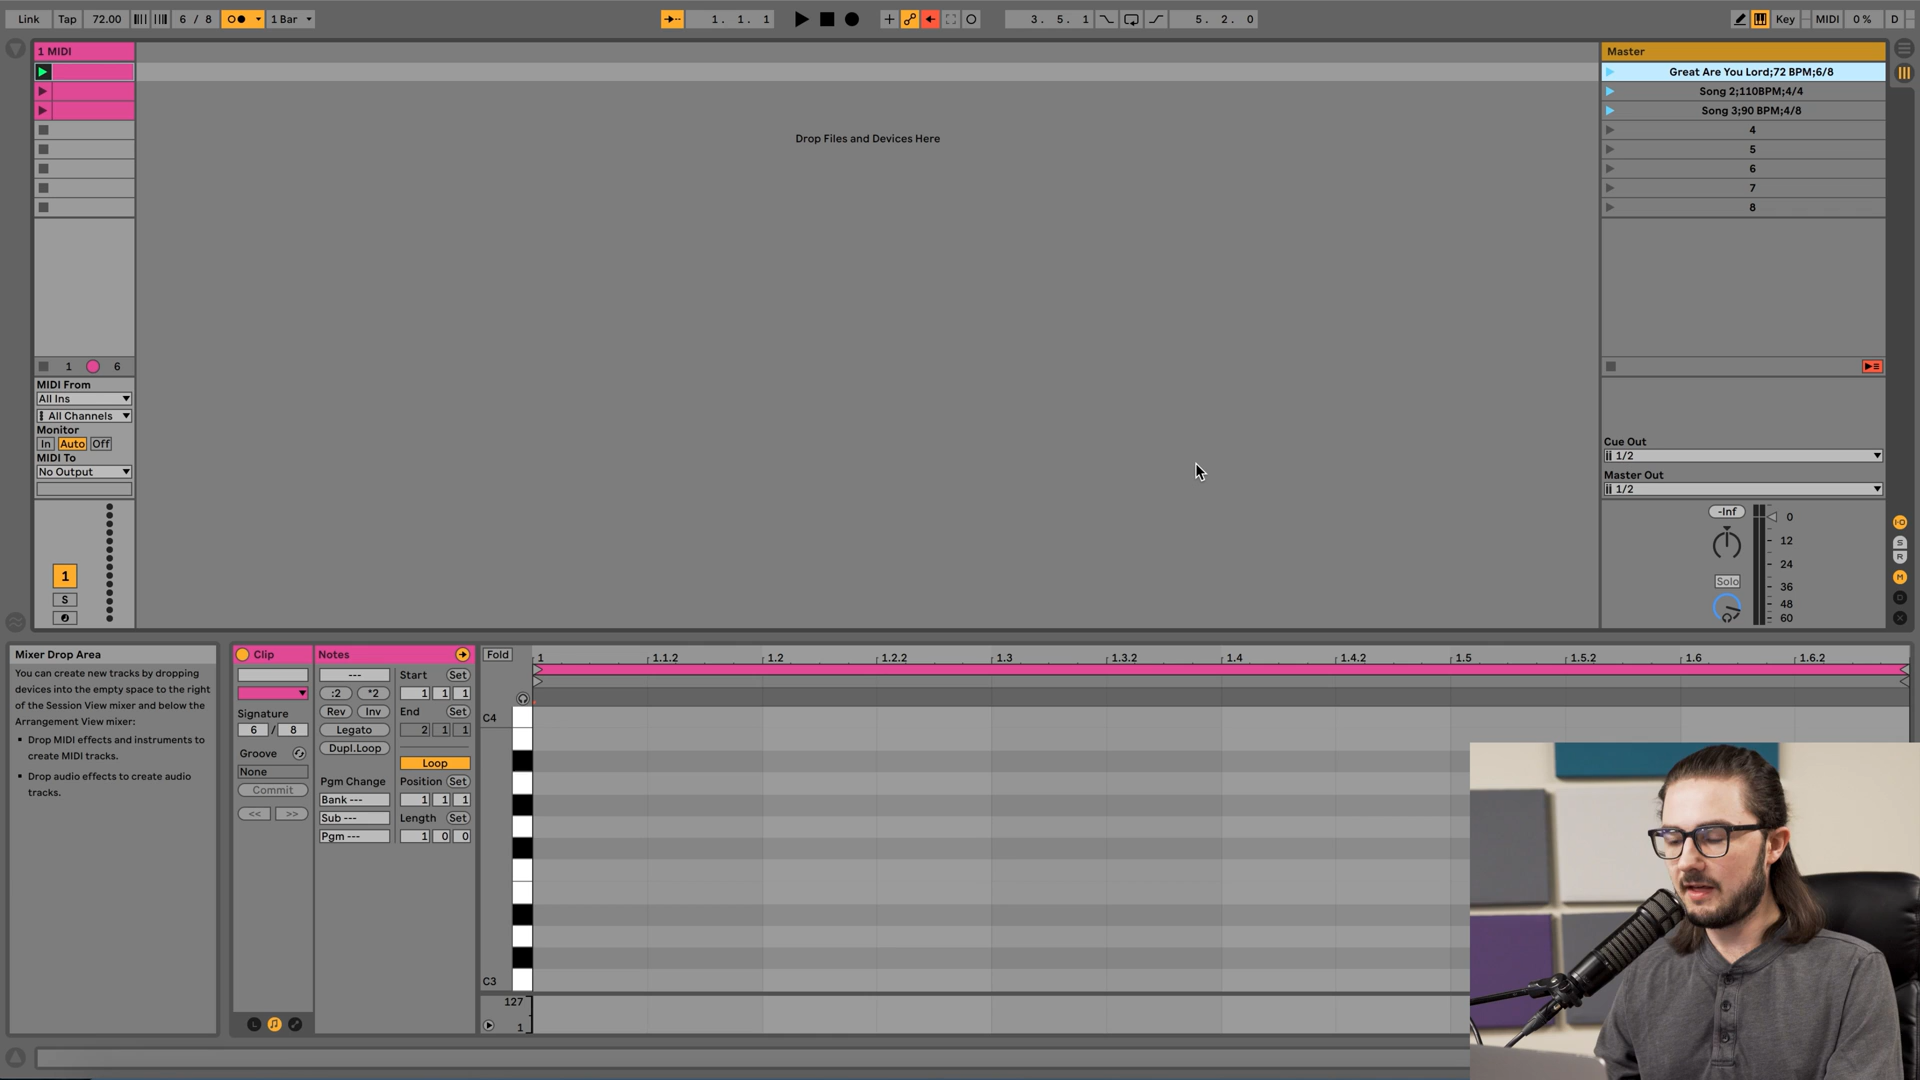 Link Tap 72.00 6 / 8 1 Bar 1. 1. 1 3. 5. 1 5. 2. 0 Key MIDI 0 % D
1 MIDI
Master
Great Are You Lord;72 BPM;6/8
Song 2;110BPM;4/4
Song 3;90 BPM;4/8
4
5
6
7
8
Drop Files and Devices Here
1 6
MIDI From
All Ins
All Channels
Monitor
In Auto Off
MIDI To
No Output
1
S
Cue Out
1/2
Master Out
1/2
-Inf
0
12
24
36
48
60
Solo
I·O
S
R
M
D
X
Mixer Drop Area
You can create new tracks by dropping
devices into the empty space to the right
of the Session View mixer and below the
Arrangement View mixer:
▪ Drop MIDI effects and instruments to
create MIDI tracks.
▪ Drop audio effects to create audio
tracks.
Clip
Signature
6 / 8
Groove
None
Commit
<< >>
Notes
---
:2 *2
Rev Inv
Legato
Dupl.Loop
Pgm Change
Bank ---
Sub ---
Pgm ---
Start Set
1 1 1
End Set
2 1 1
Loop
Position Set
1 1 1
Length Set
1 0 0
Fold
1 1.1.2 1.2 1.2.2 1.3 1.3.2 1.4 1.4.2 1.5 1.5.2 1.6 1.6.2
C4
C3
127
1